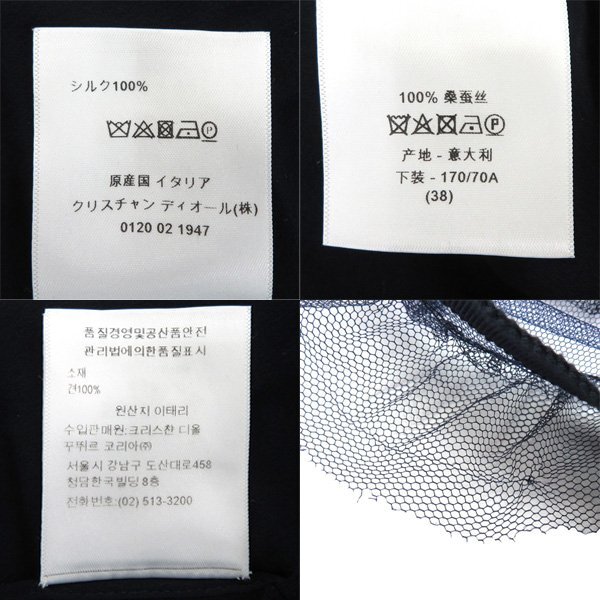 シルク100%
原産国 イタリア
クリスチャン ディオール(株)
0120 02 1947
100% 桑蚕丝
产地 - 意大利
下装 - 170/70A
(38)
품질경영및공산품안전
관리법에의한품질표시
소재
견100%
원산지 이태리
수입판매원:크리스챤 디올
꾸뛰르 코리아㈜
서울시 강남구 도산대로458
청담한국빌딩 8층
전화번호:(02) 513-3200